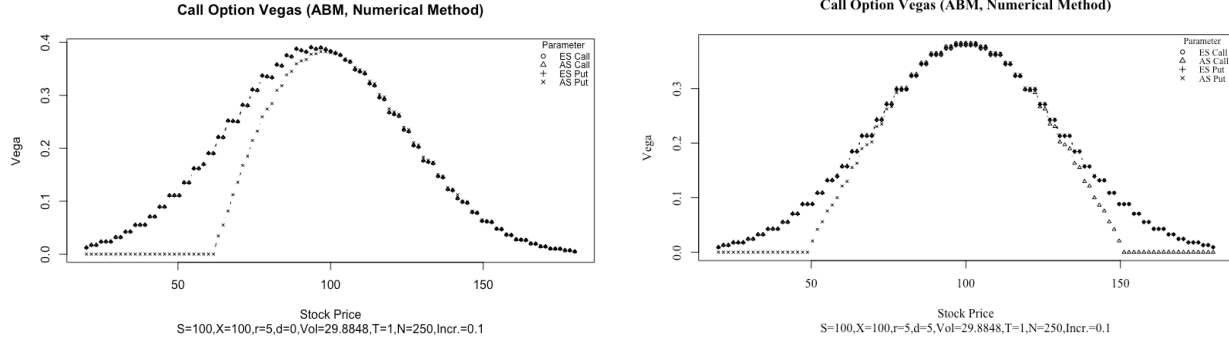 Call Option Vegas (ABM, Numerical Method)
Vega
0.4
0.3
0.2
0.1
0.0
Parameter
ES Call
AS Call
ES Put
AS Put
50
100
150
Stock Price
S=100,X=100,r=5,d=0,Vol=29.8848,T=1,N=250,Incr.=0.1
Call Option Vegas (ABM, Numerical Method)
Vega
0.3
0.2
0.1
0.0
Parameter
ES Call
AS Call
ES Put
AS Put
50
100
150
Stock Price
S=100,X=100,r=5,d=5,Vol=29.8848,T=1,N=250,Incr.=0.1